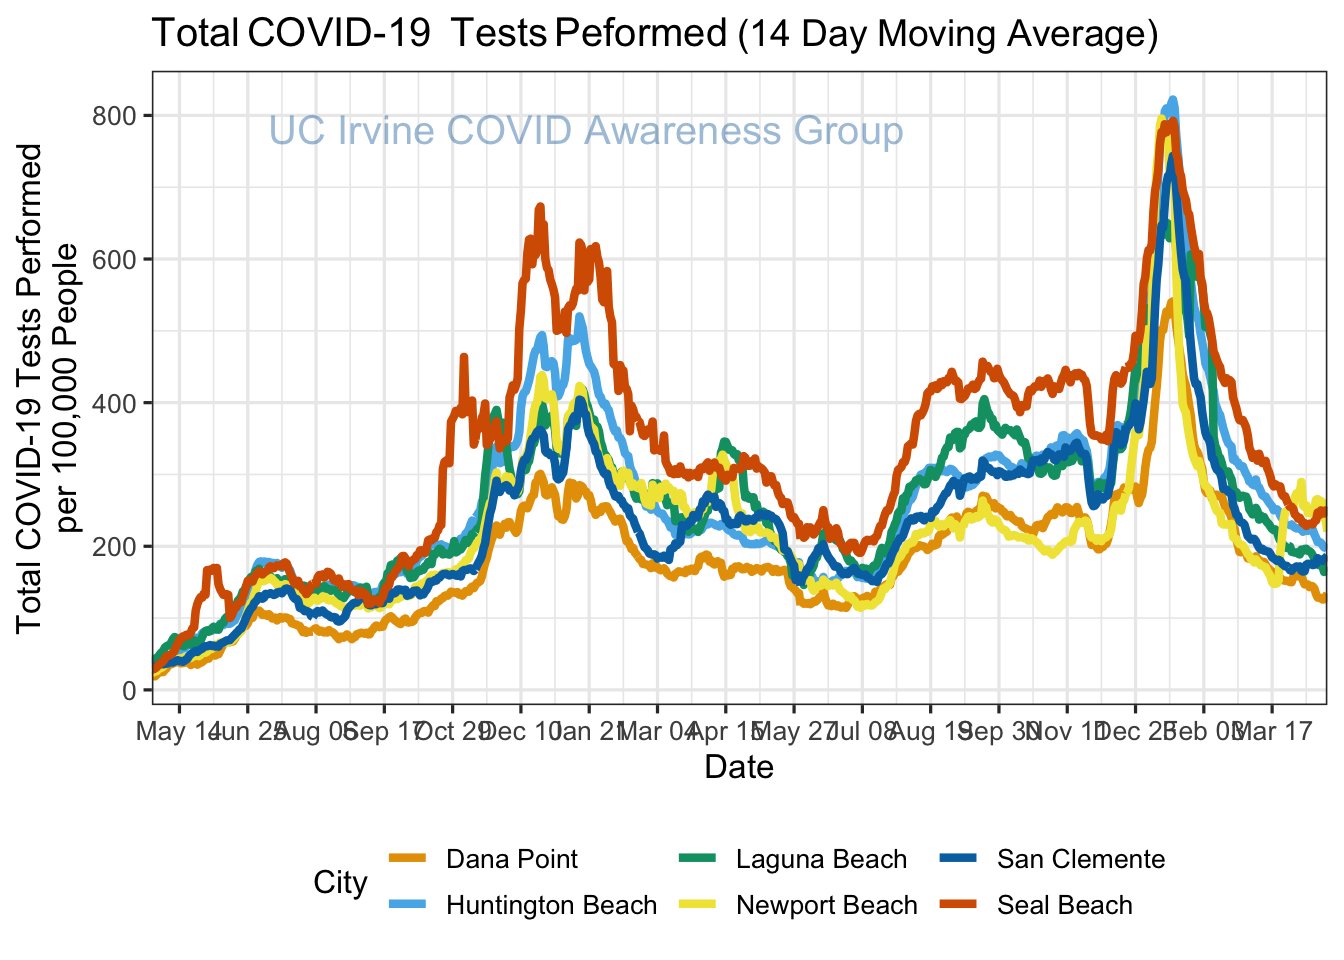 Total COVID-19 Tests Peformed (14 Day Moving Average)
UC Irvine COVID Awareness Group
Total COVID-19 Tests Performed
per 100,000 People
800
600
400
200
0
May 14 Jun 25 Aug 06 Sep 17 Oct 29 Dec 10 Jan 21 Mar 04 Apr 15 May 27 Jul 08 Aug 19 Sep 30 Nov 11 Dec 23 Feb 03 Mar 17
Date
City
Dana Point Laguna Beach San Clemente
Huntington Beach Newport Beach Seal Beach